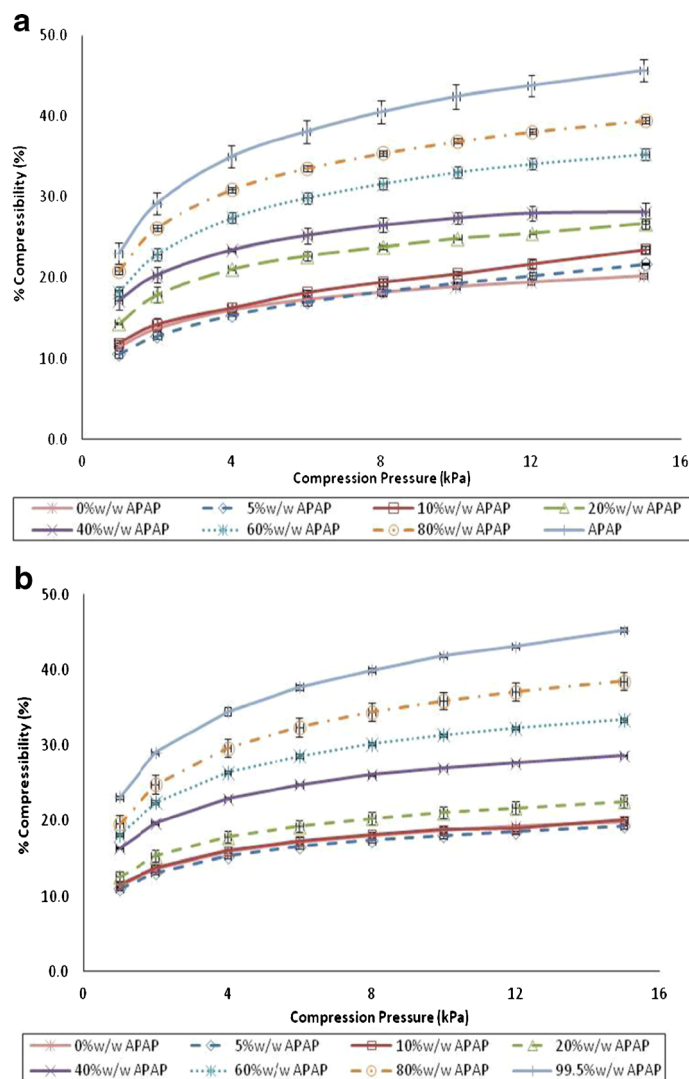 a
50.0
40.0
30.0
20.0
10.0
0.0
% Compressibility (%)
4
8
12
16
Compression Pressure (kPa)
0%w/w APAP 5%w/w APAP 10%w/w APAP 20%w/w APAP
40%w/w APAP 60%w/w APAP 80%w/w APAP APAP
b
50.0
40.0
30.0
20.0
10.0
0.0
% Compressibility (%)
0 4 8 12 16
Compression Pressure (kPa)
0%w/w APAP 5%w/w APAP 10%w/w APAP 20%w/w APAP
40%w/w APAP 60%w/w APAP 80%w/w APAP 99.5%w/w APAP